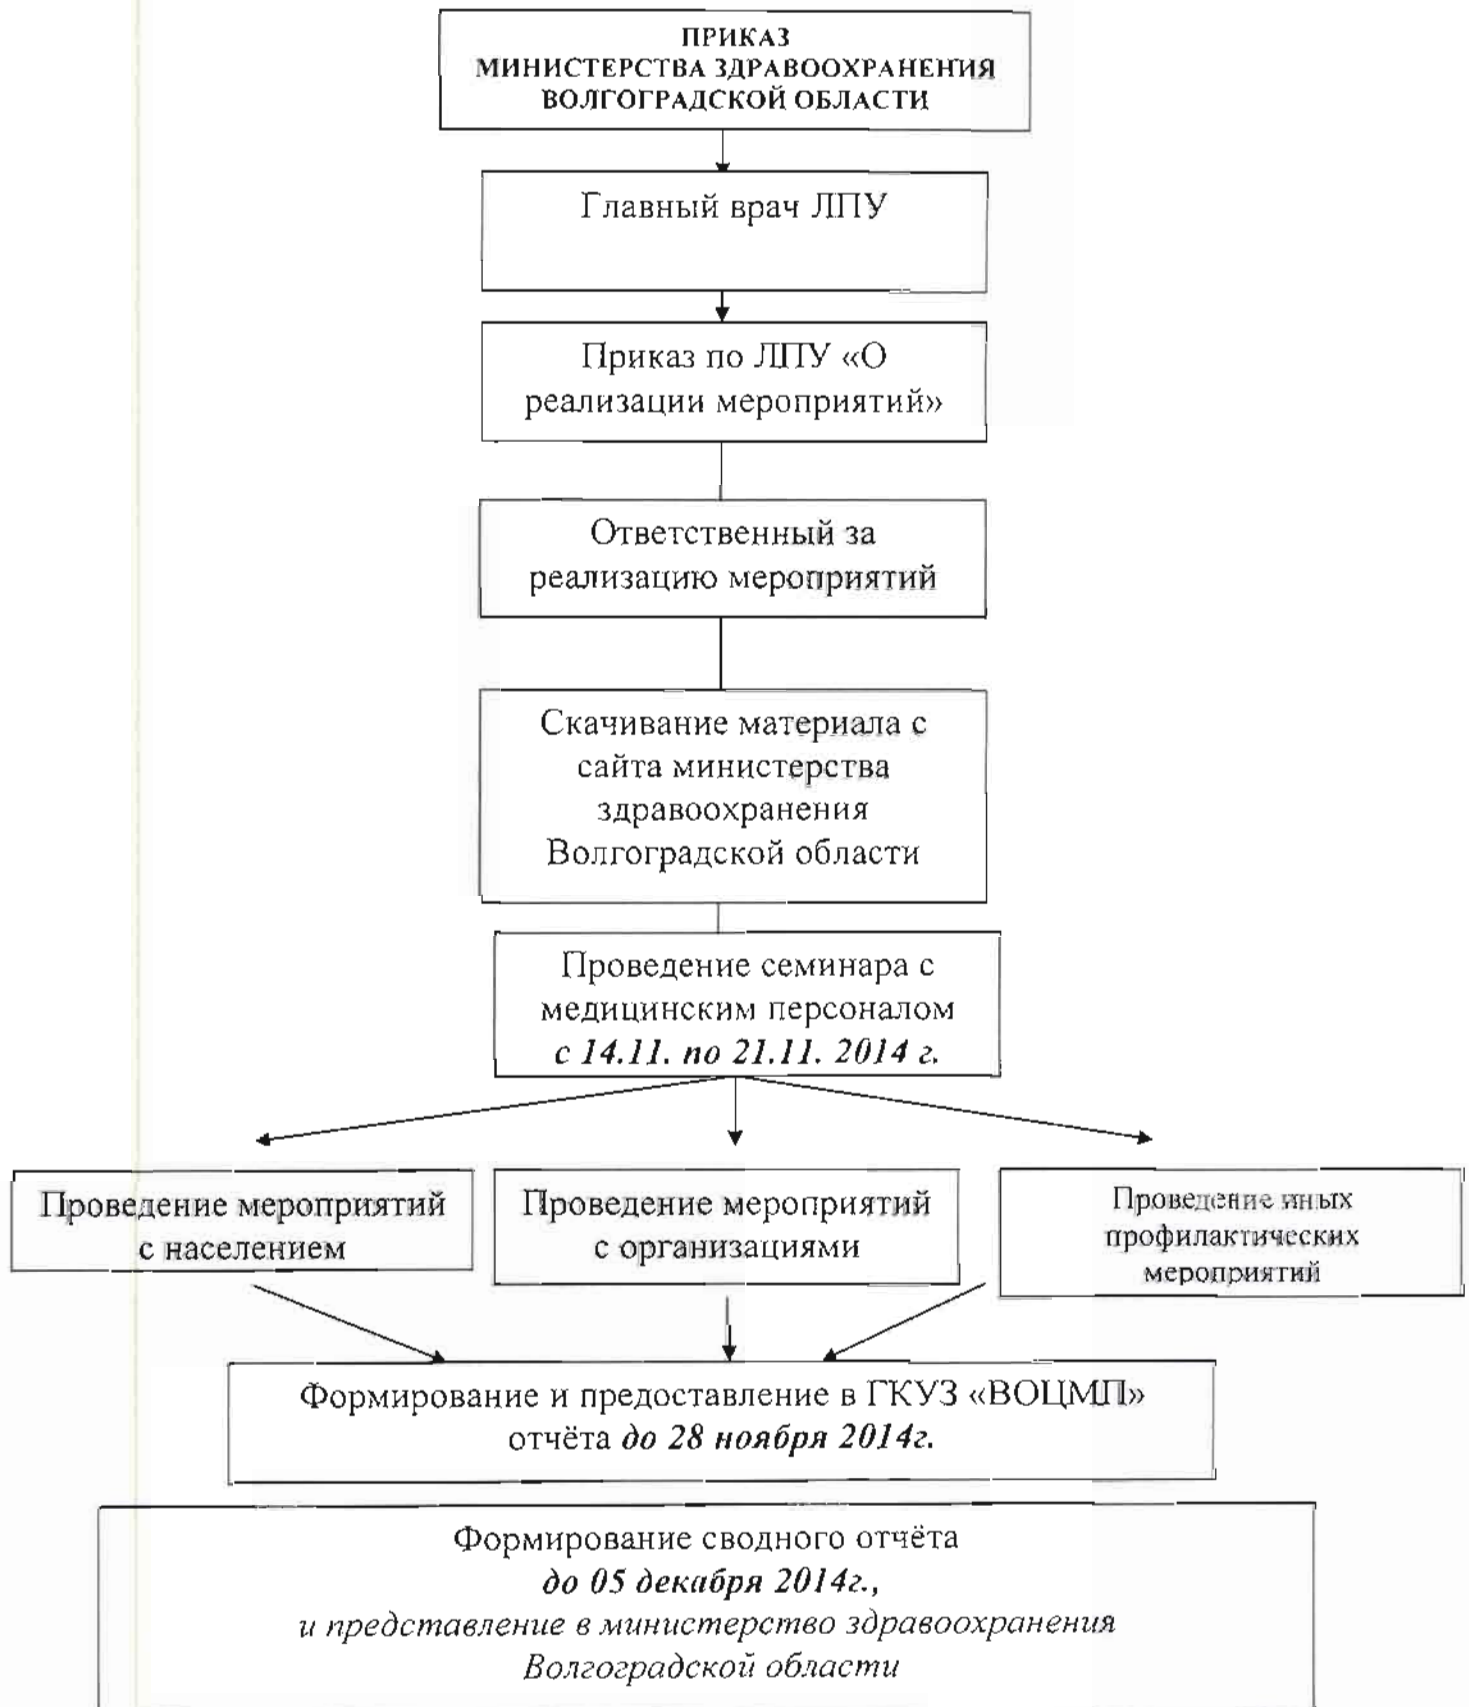 ПРИКАЗ
МИНИСТЕРСТВА ЗДРАВООХРАНЕНИЯ
ВОЛГОГРАДСКОЙ ОБЛАСТИ
Главный врач ЛПУ
Приказ по ЛПУ «О
реализации мероприятий»
Ответственный за
реализацию мероприятий
Скачивание материала с
сайта министерства
здравоохранения
Волгоградской области
Проведение семинара с
медицинским персоналом
с 14.11. по 21.11. 2014 г.
Проведение мероприятий
с населением
Проведение мероприятий
с организациями
Проведение иных
профилактических
мероприятий
Формирование и предоставление в ГКУЗ «ВОЦМП»
отчёта до 28 ноября 2014г.
Формирование сводного отчёта
до 05 декабря 2014г.,
и представление в министерство здравоохранения
Волгоградской области